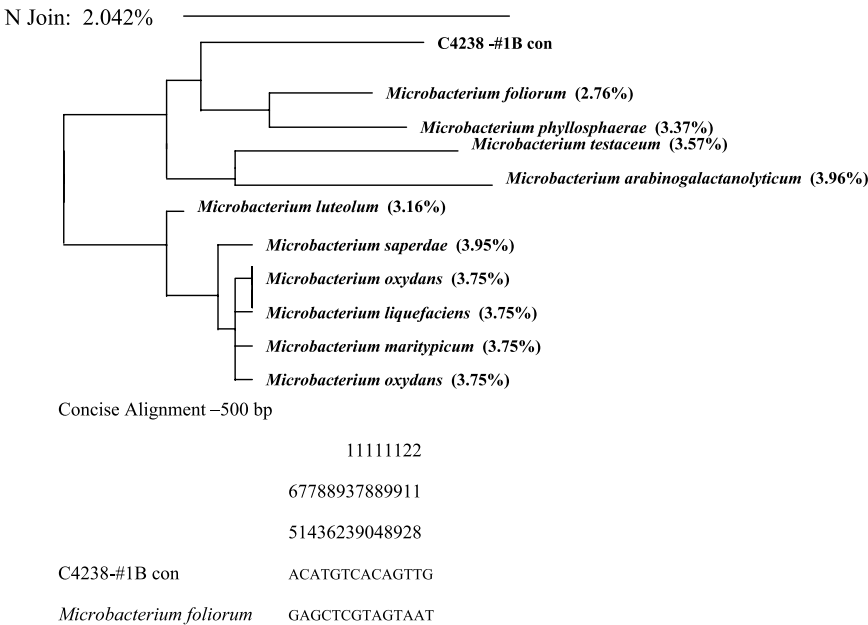 N Join: 2.042%
C4238 -#1B con
Microbacterium foliorum (2.76%)
Microbacterium phyllosphaerae (3.37%)
Microbacterium testaceum (3.57%)
Microbacterium arabinogalactanolyticum (3.96%)
Microbacterium luteolum (3.16%)
Microbacterium saperdae (3.95%)
Microbacterium oxydans (3.75%)
Microbacterium liquefaciens (3.75%)
Microbacterium maritypicum (3.75%)
Microbacterium oxydans (3.75%)
Concise Alignment –500 bp
11111122
67788937889911
51436239048928
C4238-#1B con ACATGTCACAGTTG
Microbacterium foliorum GAGCTCGTAGTAAT